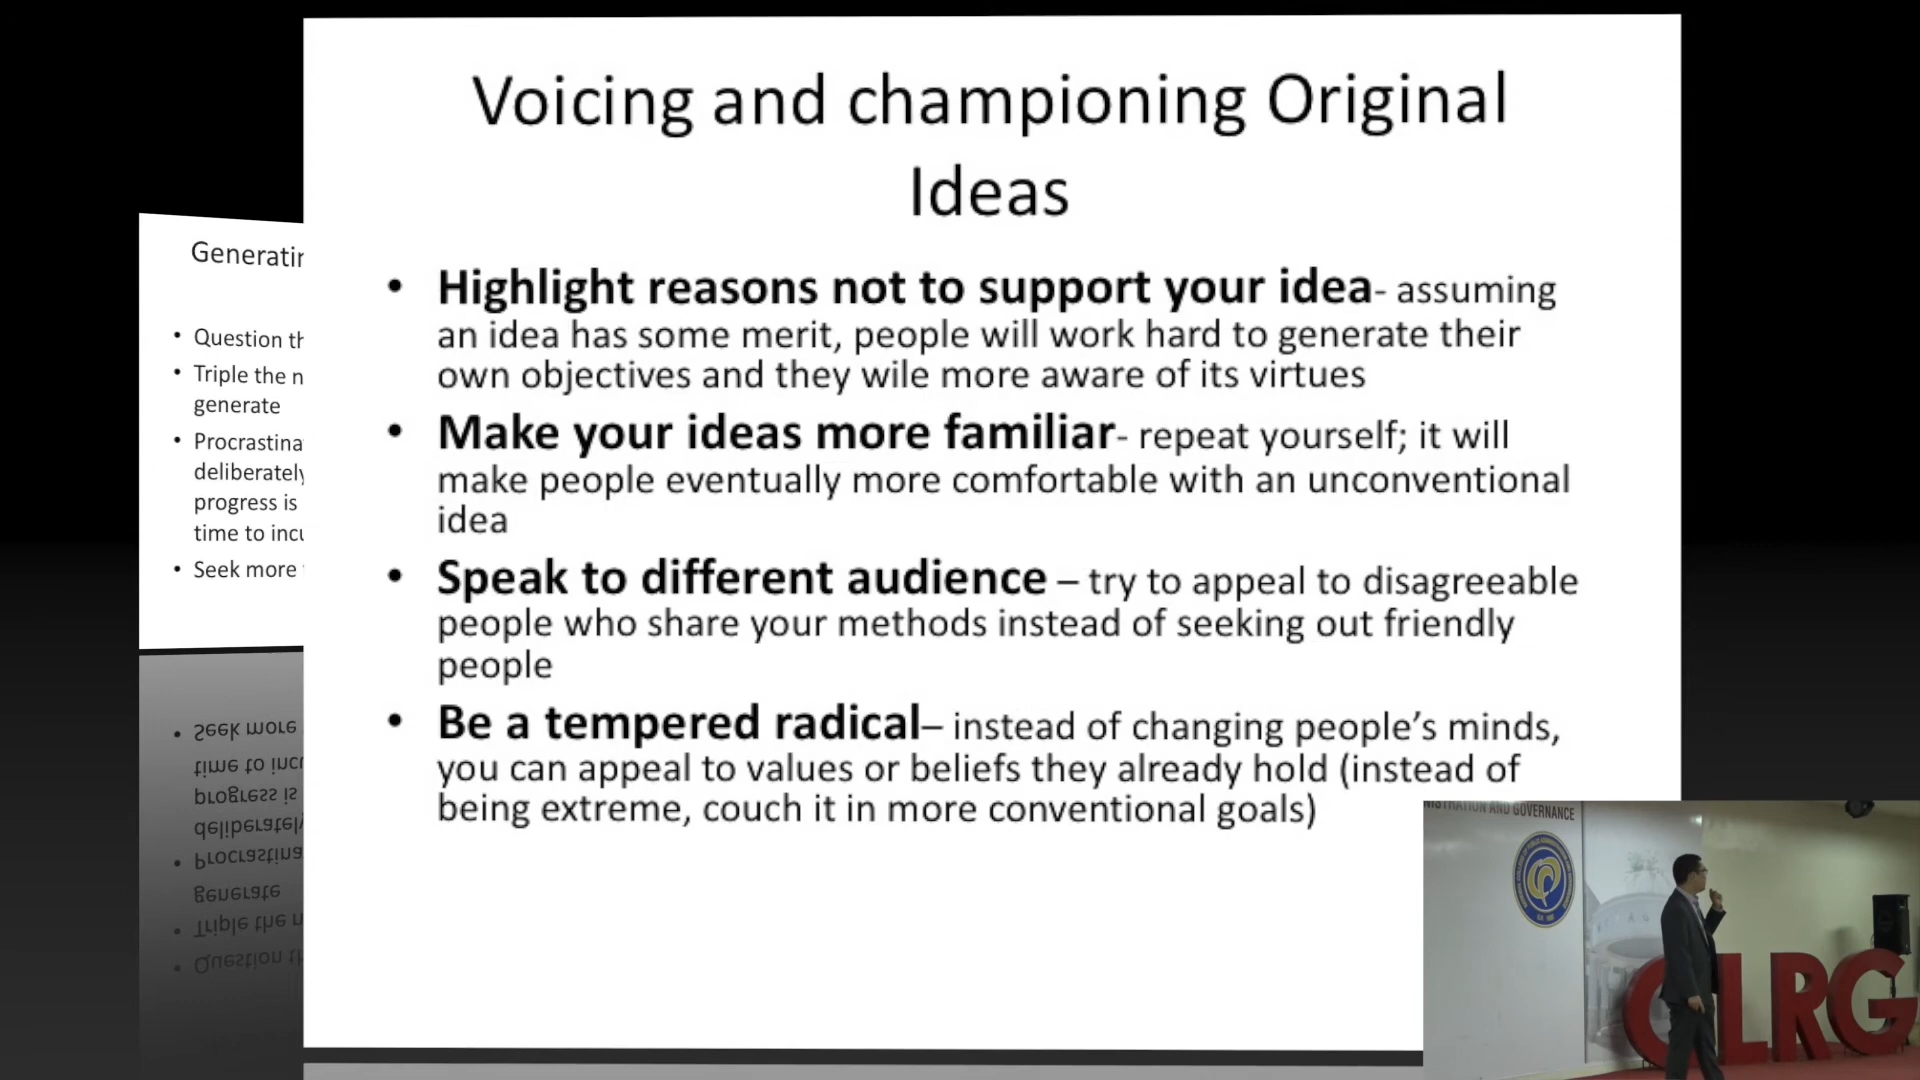 Voicing and championing Original
Ideas
• Highlight reasons not to support your idea- assuming
an idea has some merit, people will work hard to generate their
own objectives and they wile more aware of its virtues
• Make your ideas more familiar- repeat yourself; it will
make people eventually more comfortable with an unconventional
idea
• Speak to different audience – try to appeal to disagreeable
people who share your methods instead of seeking out friendly
people
• Be a tempered radical– instead of changing people's minds,
you can appeal to values or beliefs they already hold (instead of
being extreme, couch it in more conventional goals)
• Question
• Triple the
generate
• Procrastina
deliberately
progress is
time to
• Seek more
AND GOVERNANCE
CLRG